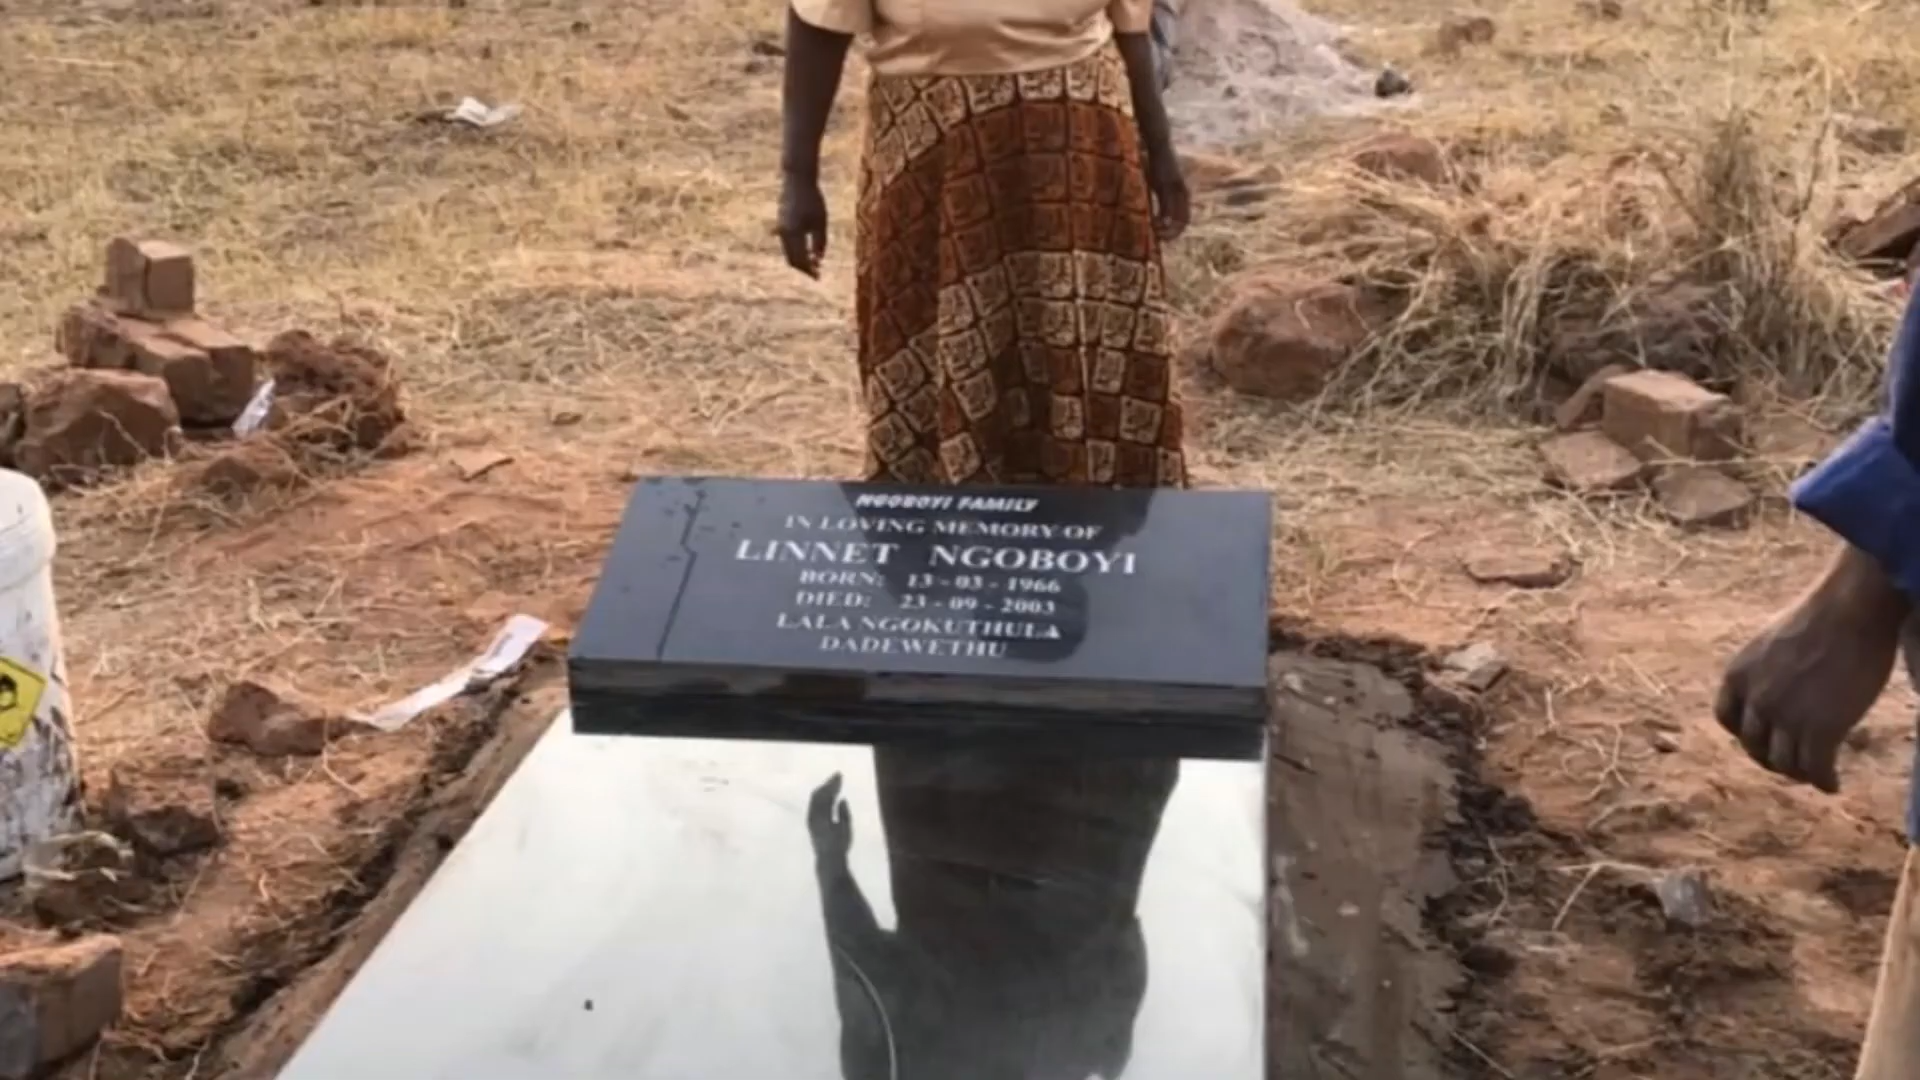 NGOBOYI FAMILY
IN LOVING MEMORY OF
LINNET NGOBOYI
BORN: 13 - 03 - 1966
DIED: 23 - 09 - 2003
LALA NGOKUTHULA
DADEWETHU